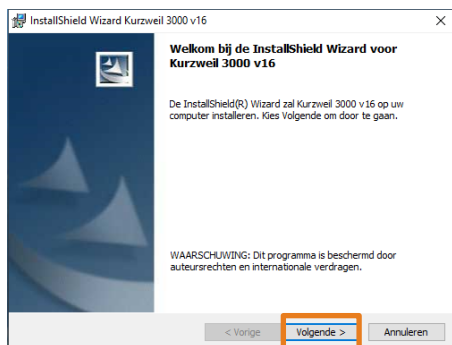 InstallShield Wizard Kurzweil 3000 v16
Welkom bij de InstallShield Wizard voor
Kurzweil 3000 v16
De InstallShield(R) Wizard zal Kurzweil 3000 v16 op uw
computer installeren. Kies Volgende om door te gaan.
WAARSCHUWING: Dit programma is beschermd door
auteursrechten en internationale verdragen.
< Vorige Volgende > Annuleren